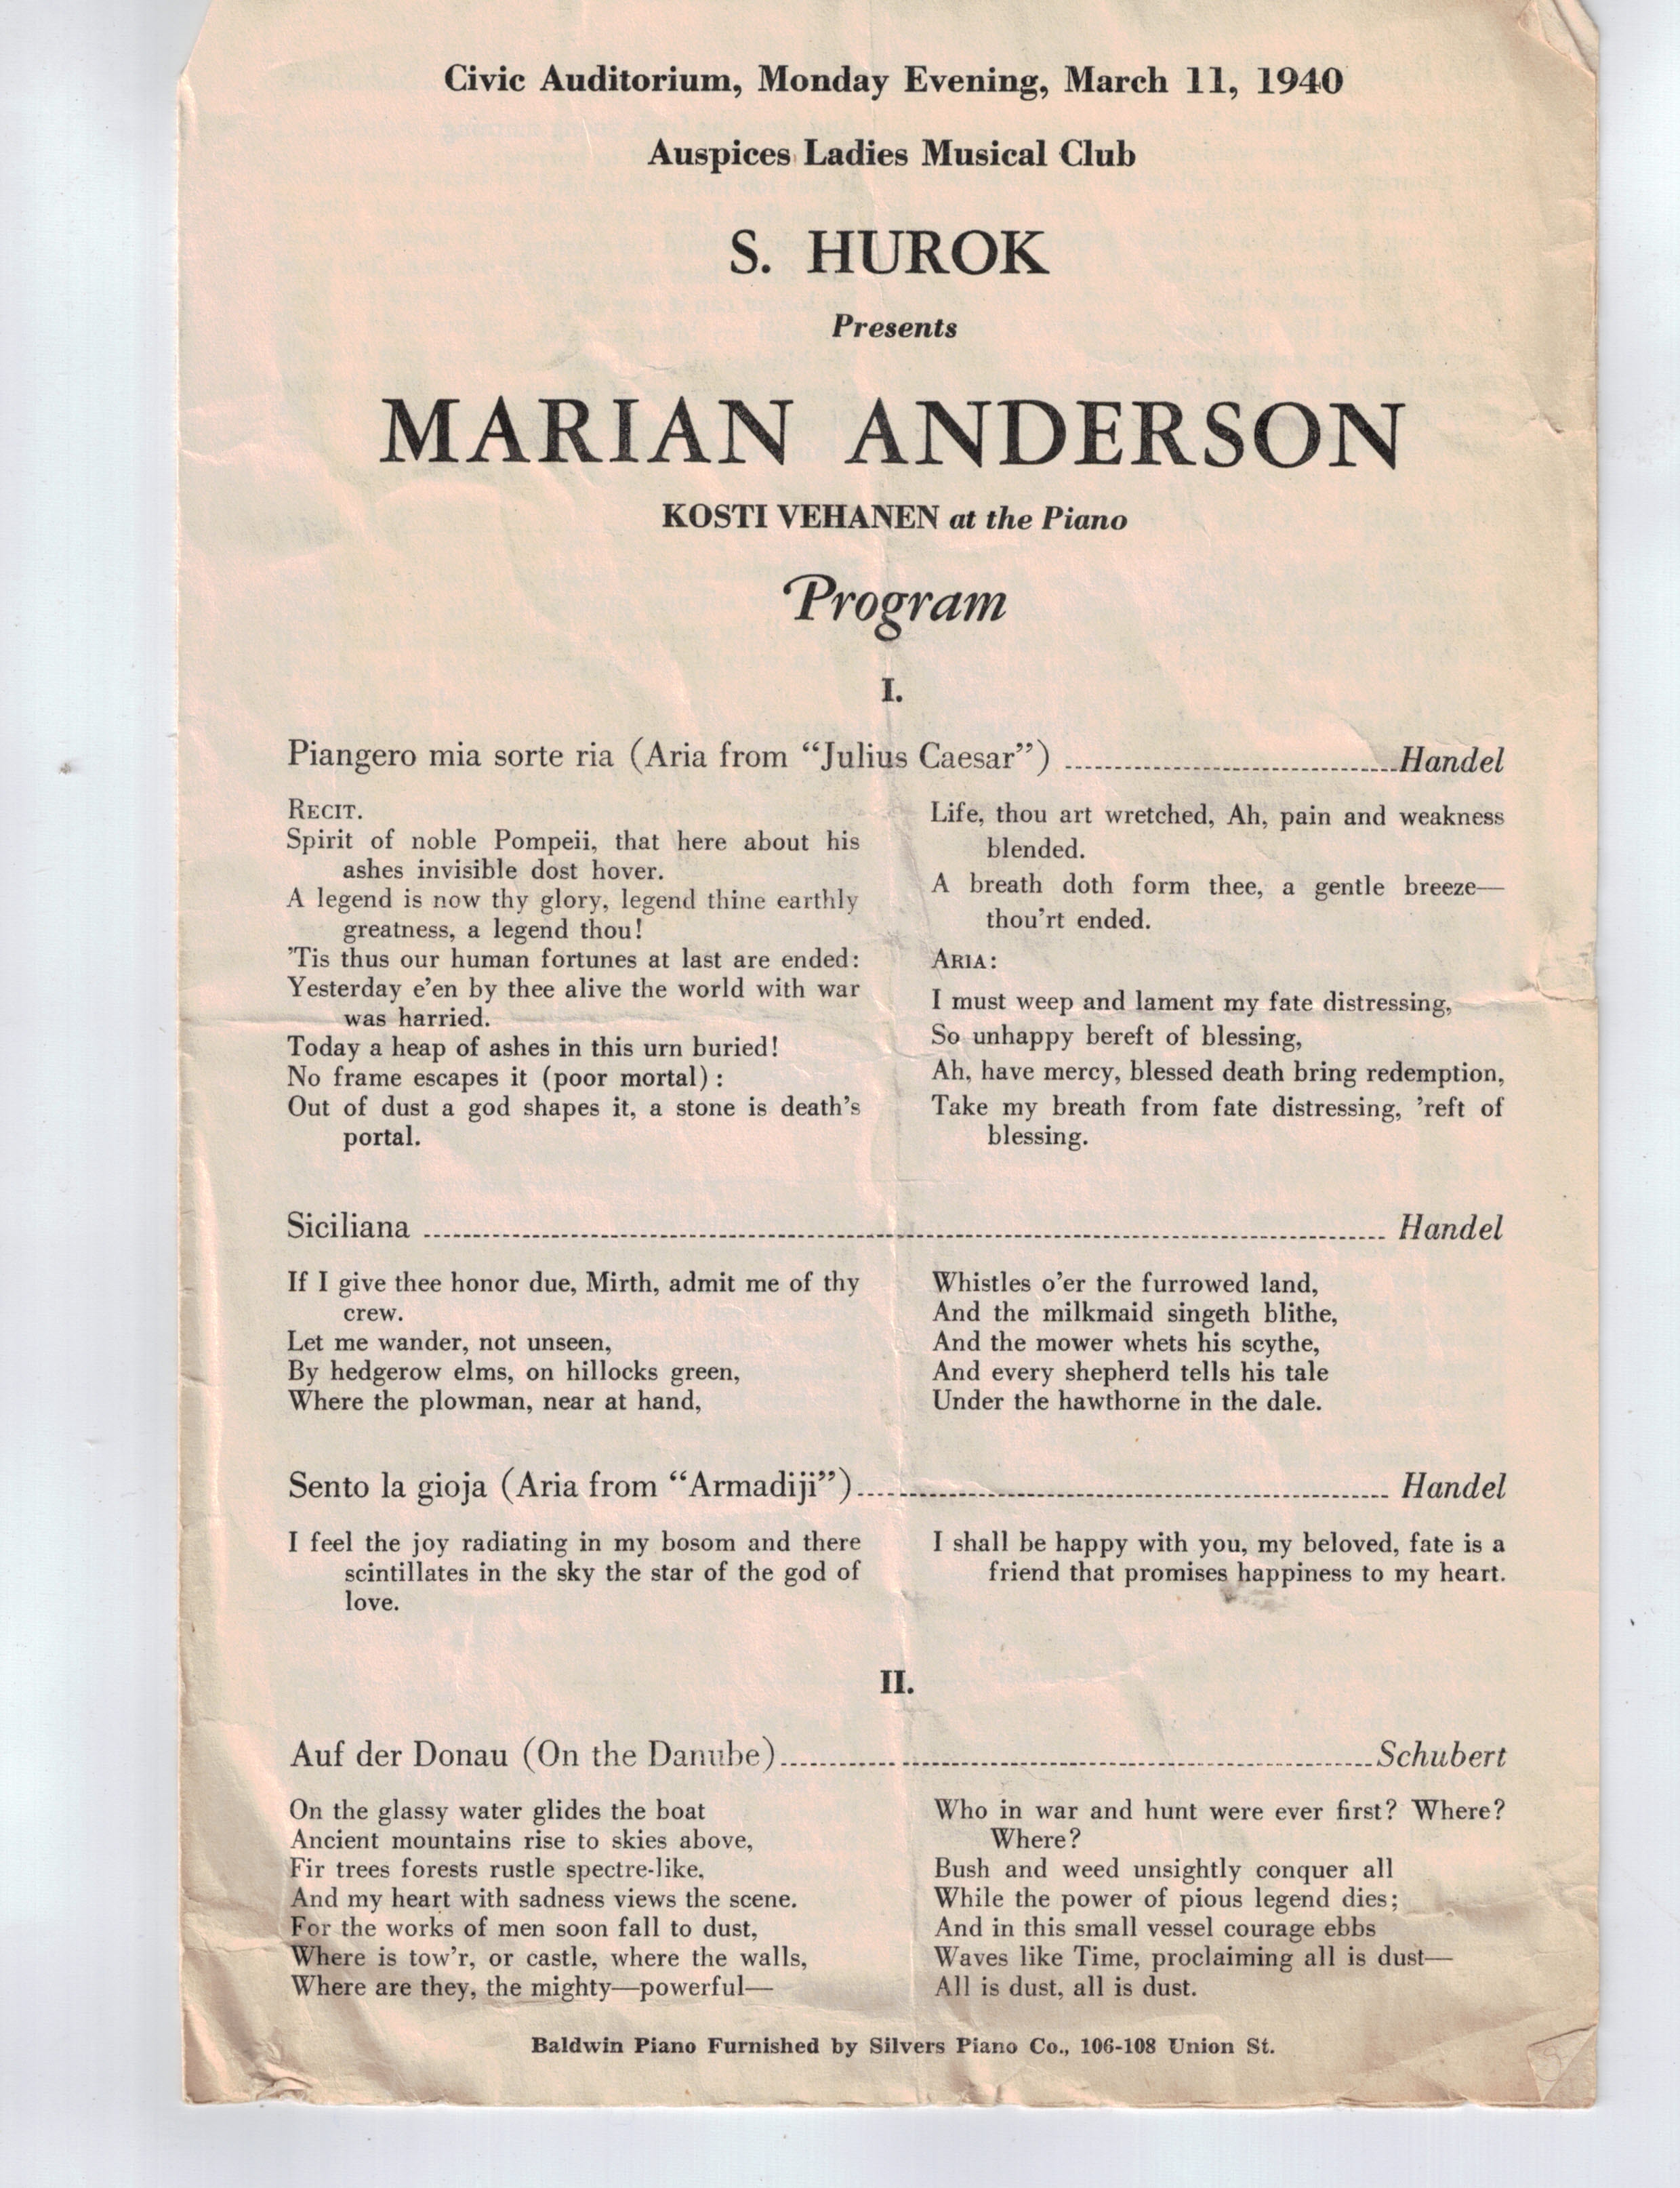 Civic Auditorium, Monday Evening, March 11, 1940
Auspices Ladies Musical Club
S. HUROK
Presents
MARIAN ANDERSON
KOSTI VEHANEN at the Piano
Program
I.
Piangero mia sorte ria (Aria from “Julius Caesar”) Handel
RECIT.
Spirit of noble Pompeii, that here about his
ashes invisible dost hover.
A legend is now thy glory, legend thine earthly
greatness, a legend thou!
’Tis thus our human fortunes at last are ended:
Yesterday e’en by thee alive the world with war
was harried.
Today a heap of ashes in this urn buried!
No frame escapes it (poor mortal):
Out of dust a god shapes it, a stone is death’s
portal.
Life, thou art wretched, Ah, pain and weakness
blended.
A breath doth form thee, a gentle breeze—
thou’rt ended.
ARIA:
I must weep and lament my fate distressing,
So unhappy bereft of blessing,
Ah, have mercy, blessed death bring redemption,
Take my breath from fate distressing, ’reft of
blessing.
Siciliana Handel
If I give thee honor due, Mirth, admit me of thy
crew.
Let me wander, not unseen,
By hedgerow elms, on hillocks green,
Where the plowman, near at hand,
Whistles o’er the furrowed land,
And the milkmaid singeth blithe,
And the mower whets his scythe,
And every shepherd tells his tale
Under the hawthorne in the dale.
Sento la gioja (Aria from “Armadiji”) Handel
I feel the joy radiating in my bosom and there
scintillates in the sky the star of the god of
love.
I shall be happy with you, my beloved, fate is a
friend that promises happiness to my heart.
II.
Auf der Donau (On the Danube) Schubert
On the glassy water glides the boat
Ancient mountains rise to skies above,
Fir trees forests rustle spectre-like,
And my heart with sadness views the scene.
For the works of men soon fall to dust,
Where is tow’r, or castle, where the walls,
Where are they, the mighty—powerful—
Who in war and hunt were ever first? Where?
Where?
Bush and weed unsightly conquer all
While the power of pious legend dies;
And in this small vessel courage ebbs
Waves like Time, proclaiming all is dust—
All is dust, all is dust.
Baldwin Piano Furnished by Silvers Piano Co., 106-108 Union St.